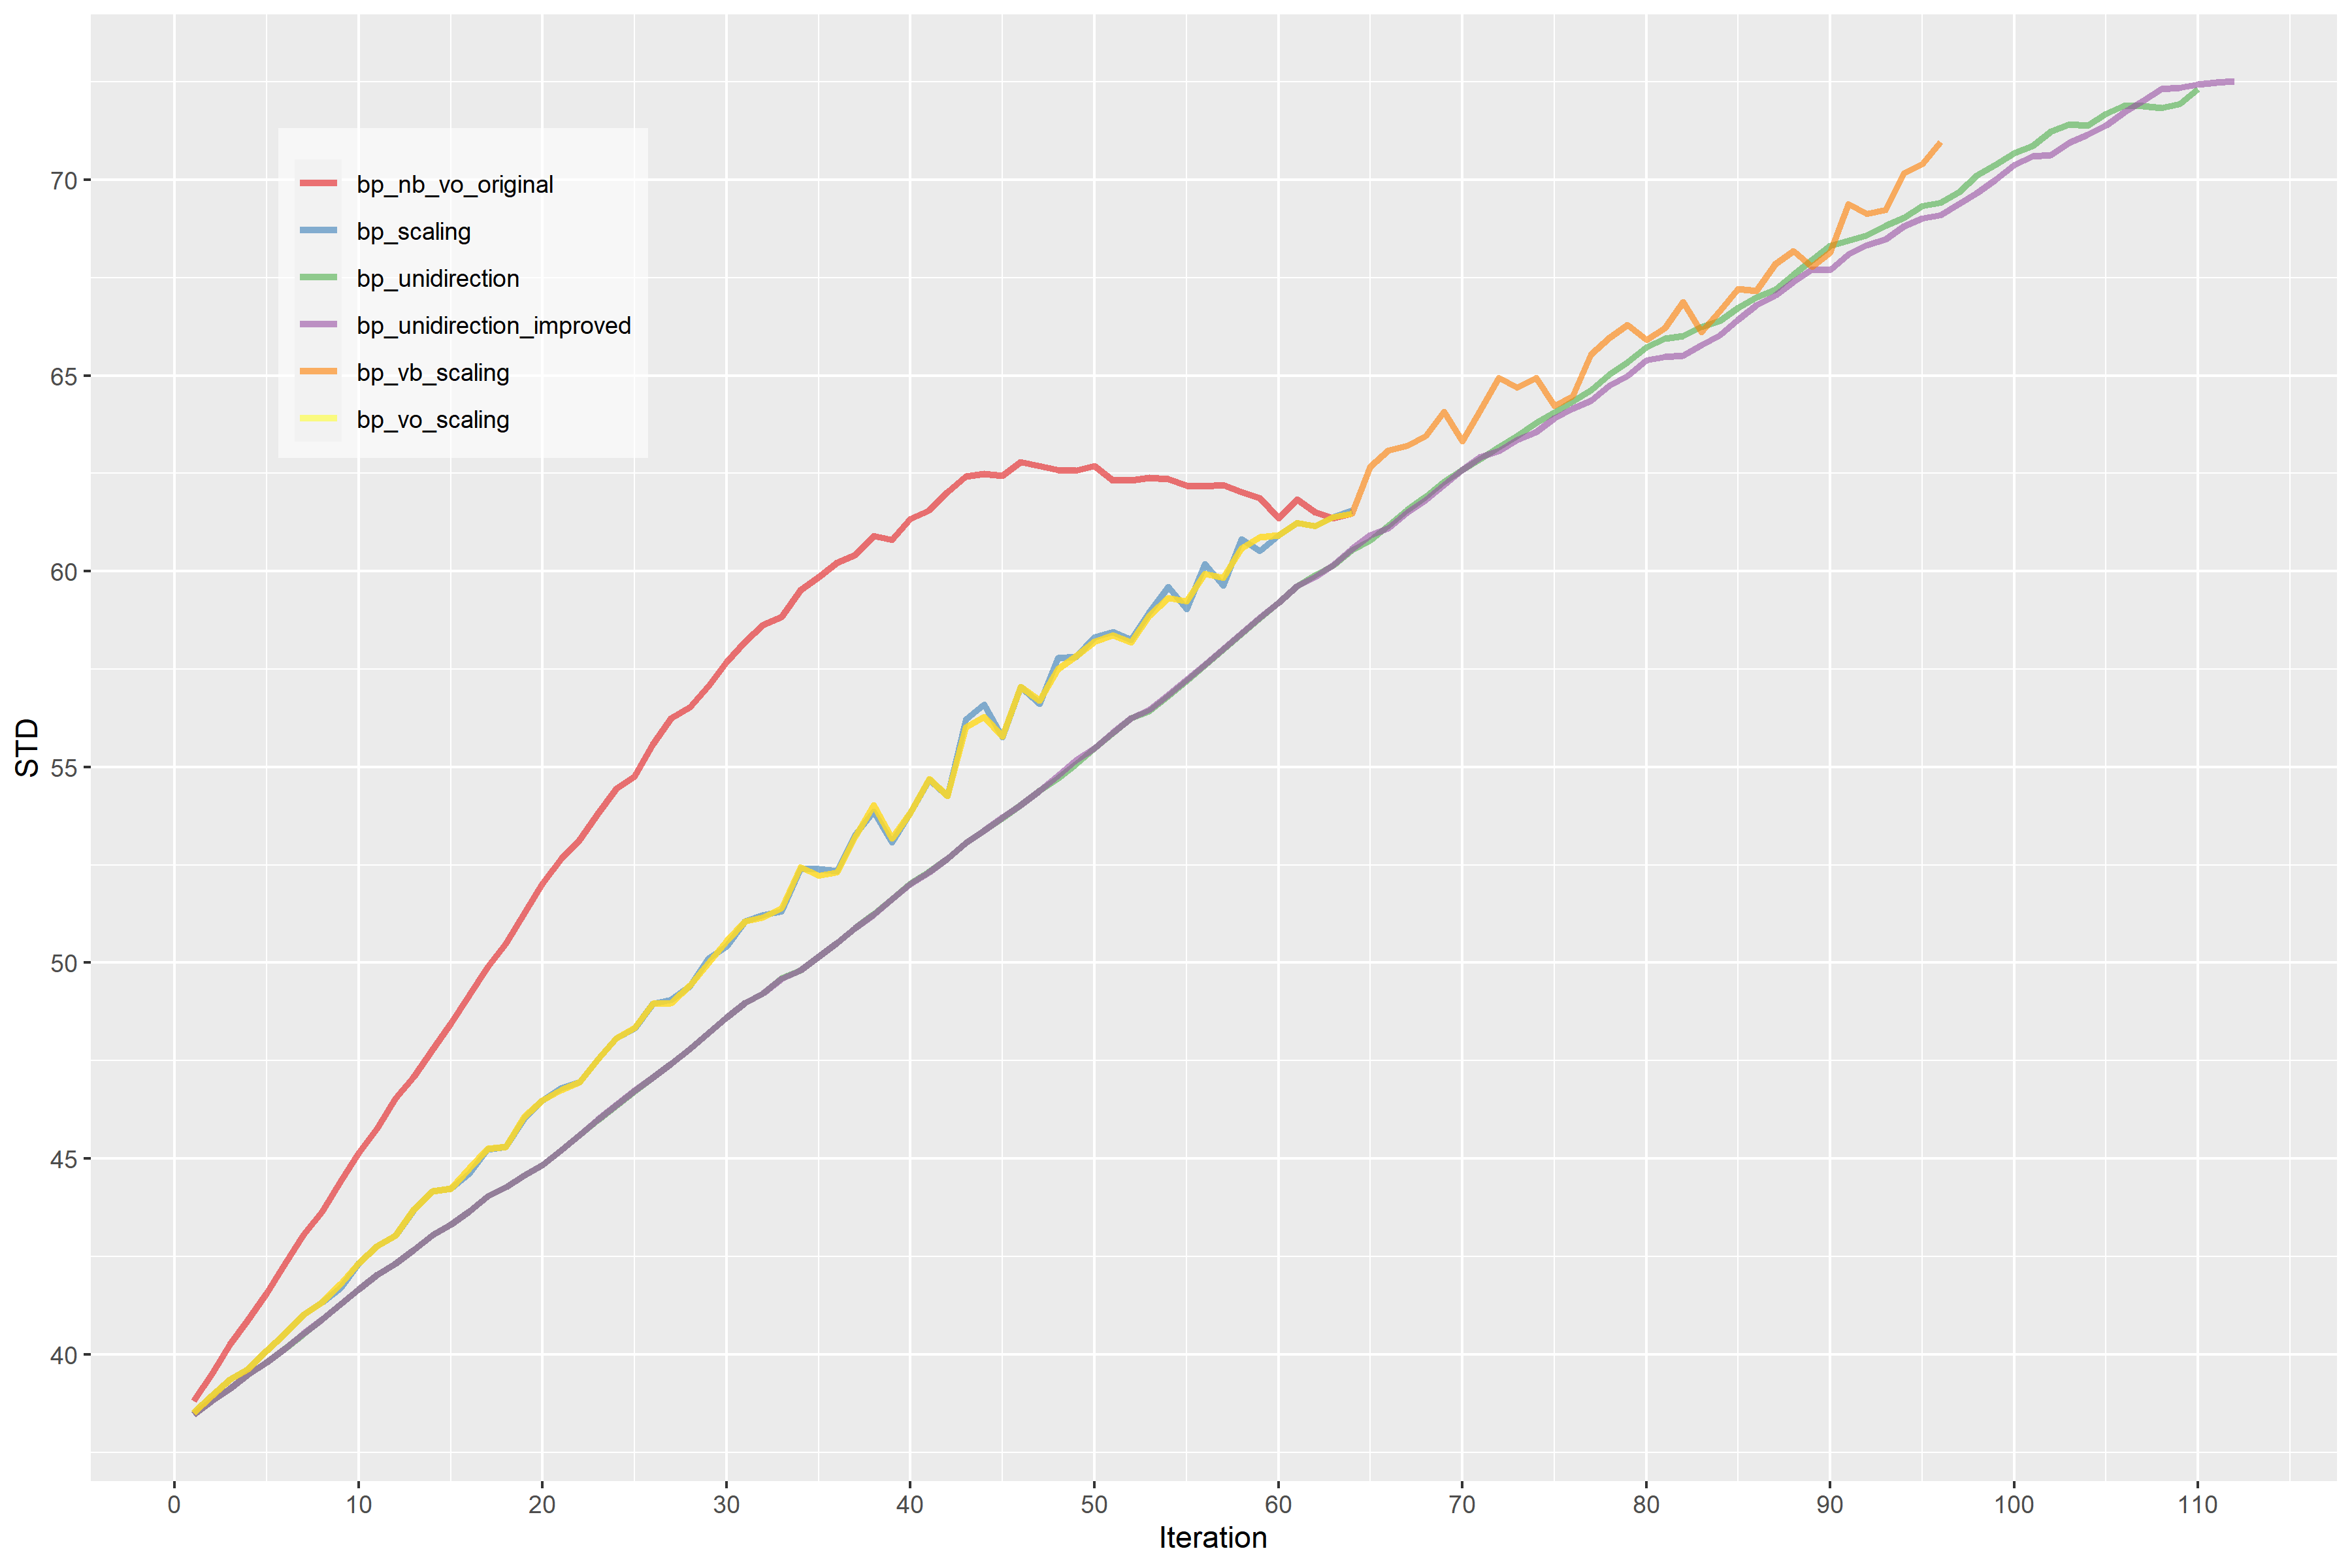 bp_nb_vo_original
bp_scaling
bp_unidirection
bp_unidirection_improved
bp_vb_scaling
bp_vo_scaling
STD
70
65
60
55
50
45
40
0 10 20 30 40 50 60 70 80 90 100 110
Iteration